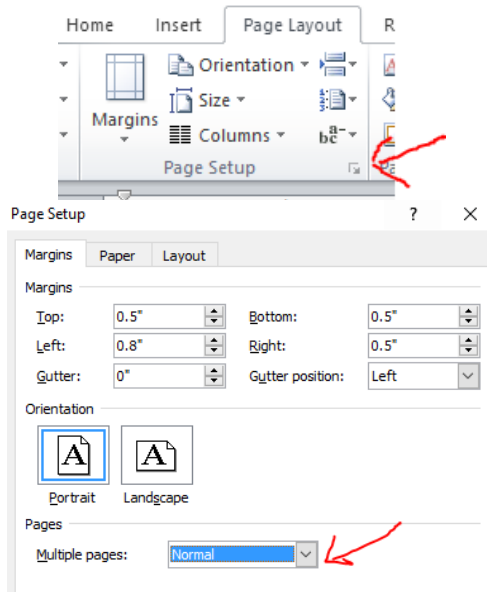 Home Insert Page Layout R
Orientation
Size
Margins
Columns
Page Setup Pa
Page Setup ?
Margins Paper Layout
Margins
Top: 0.5" Bottom: 0.5"
Left: 0.8" Right: 0.5"
Gutter: 0" Gutter position: Left
Orientation
A A
Portrait Landscape
Pages
Multiple pages: Normal